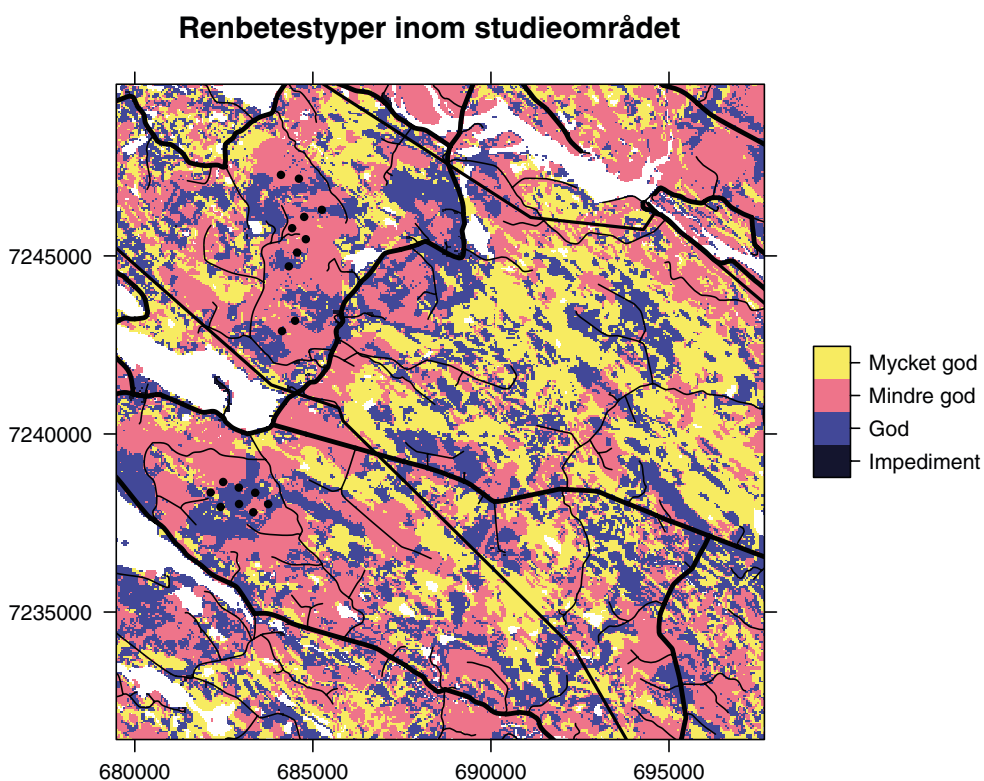 Renbetestyper inom studieområdet
7245000
7240000
7235000
680000
685000
690000
695000
Mycket god
Mindre god
God
Impediment